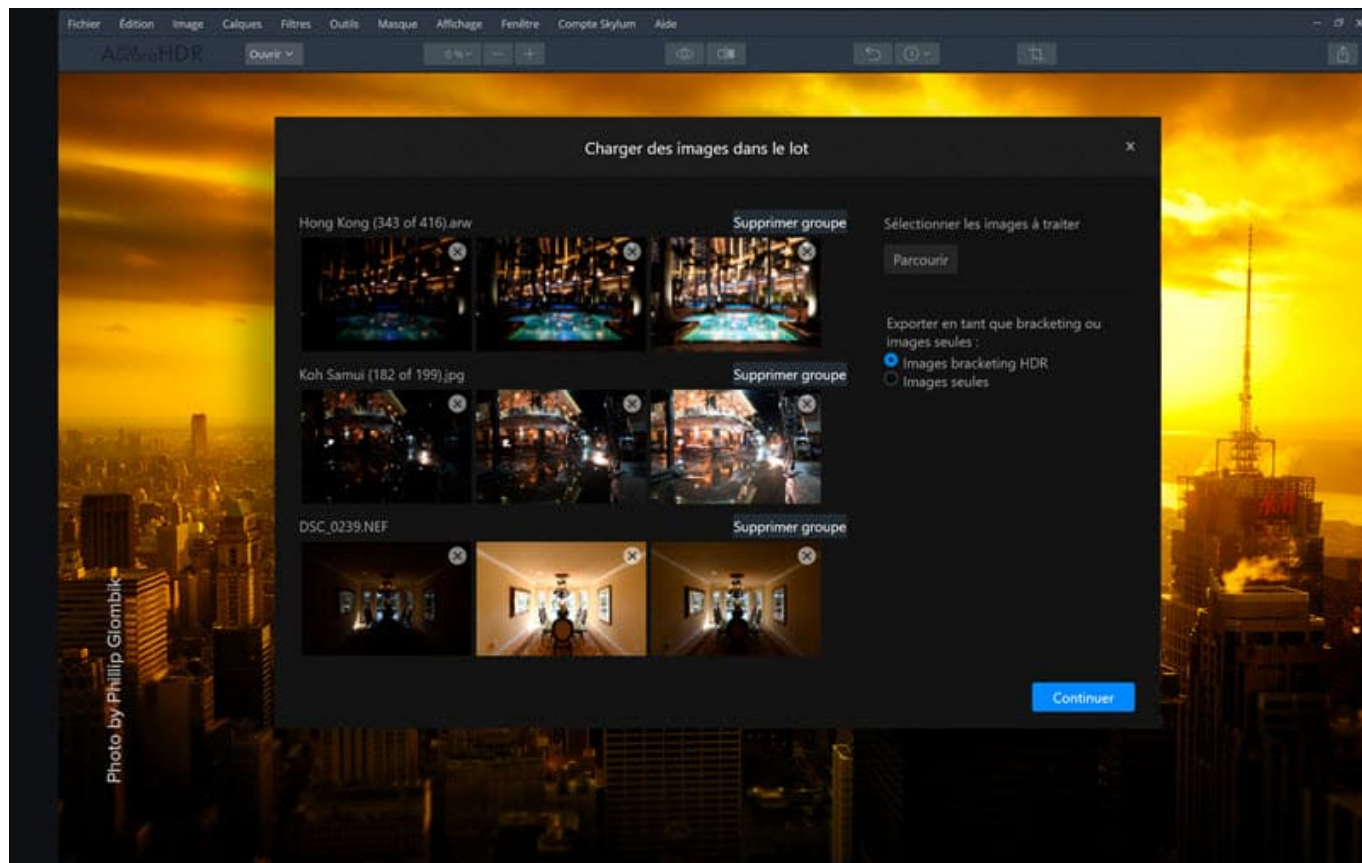 Fichier Édition Image Calques Filtres Outils Masque Affichage Fenêtre Compte Skylum Aide
AuroraHDR Ouvrir 0 %
Charger des images dans le lot
Hong Kong (343 of 416).arw Supprimer groupe
Sélectionner les images à traiter
Parcourir
Exporter en tant que bracketing ou
images seules :
Images bracketing HDR
Images seules
Koh Samui (182 of 199).jpg Supprimer groupe
DSC_0239.NEF Supprimer groupe
Continuer
H&M
Photo by Phillip Glombik